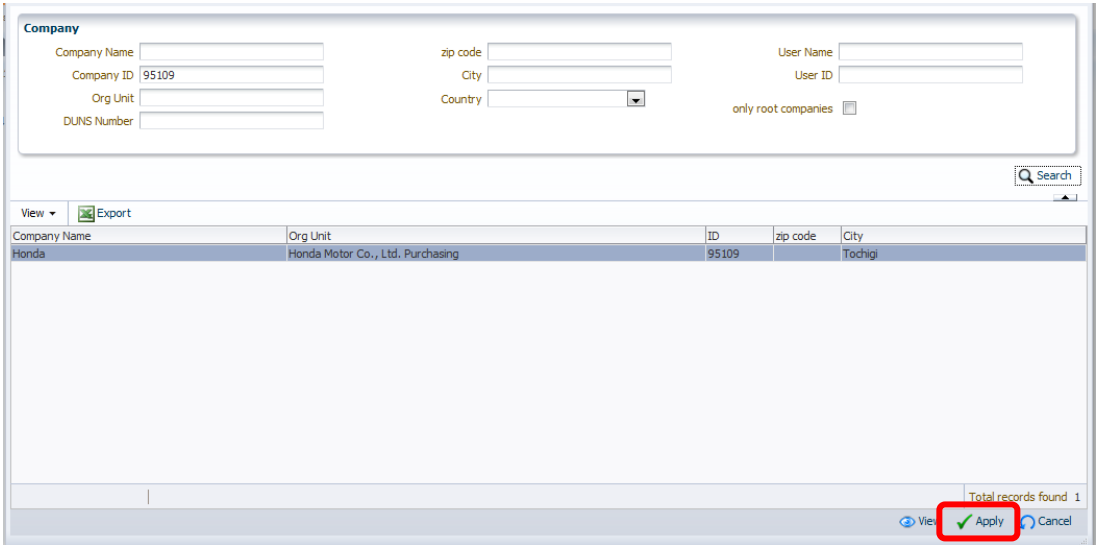 Company
Company Name zip code User Name
Company ID 95109 City User ID
Org Unit Country only root companies
DUNS Number
Search
View Export
Company Name Org Unit ID zip code City
Honda Honda Motor Co., Ltd. Purchasing 95109 Tochigi
Total records found 1
View Apply Cancel